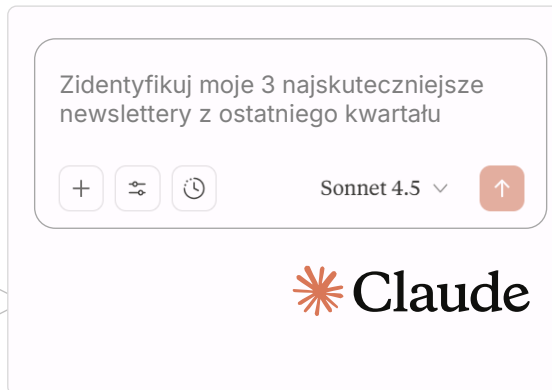 Zidentyfikuj moje 3 najskuteczniejsze
newslettery z ostatniego kwartału
Sonnet 4.5
Claude